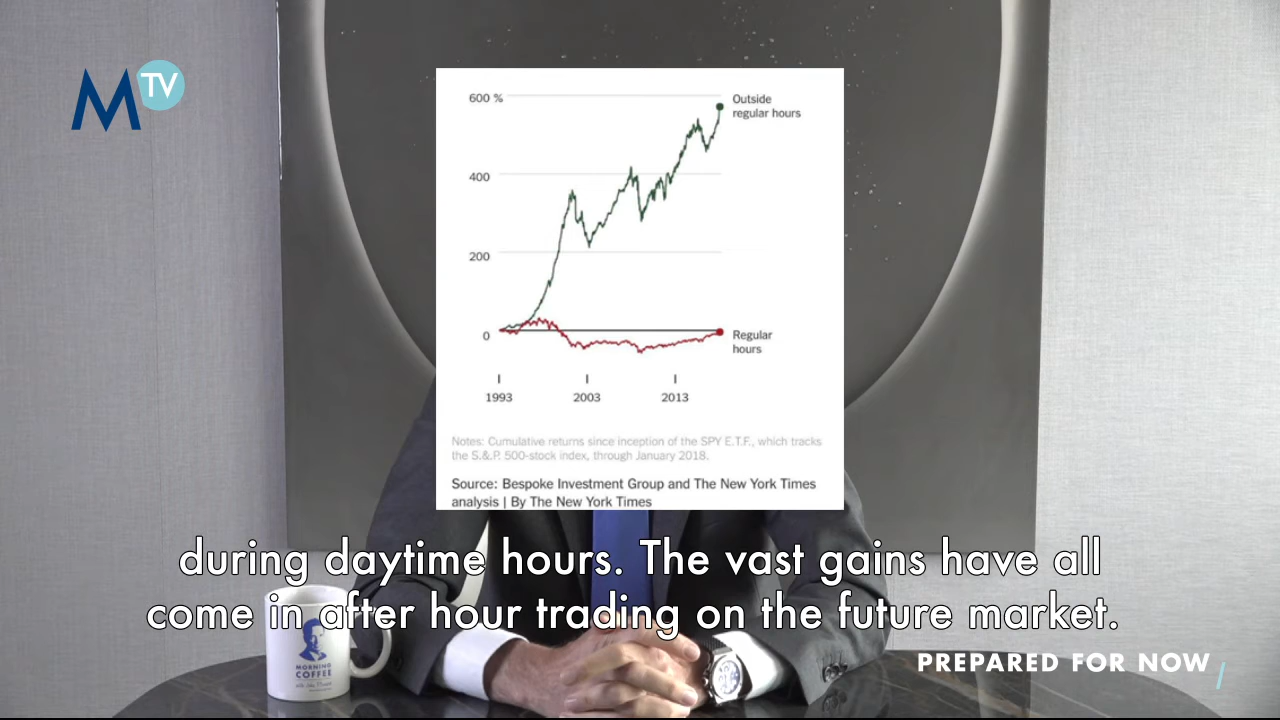 M TV
600 %
Outside
regular hours
400
200
0
Regular
hours
1993 2003 2013
Notes: Cumulative returns since inception of the SPY E.T.F., which tracks
the S.&.P. 500-stock index, through January 2018.
Source: Bespoke Investment Group and The New York Times
analysis | By The New York Times
during daytime hours. The vast gains have all
come in after hour trading on the future market.
MORNING
COFFEE
PREPARED FOR NOW /